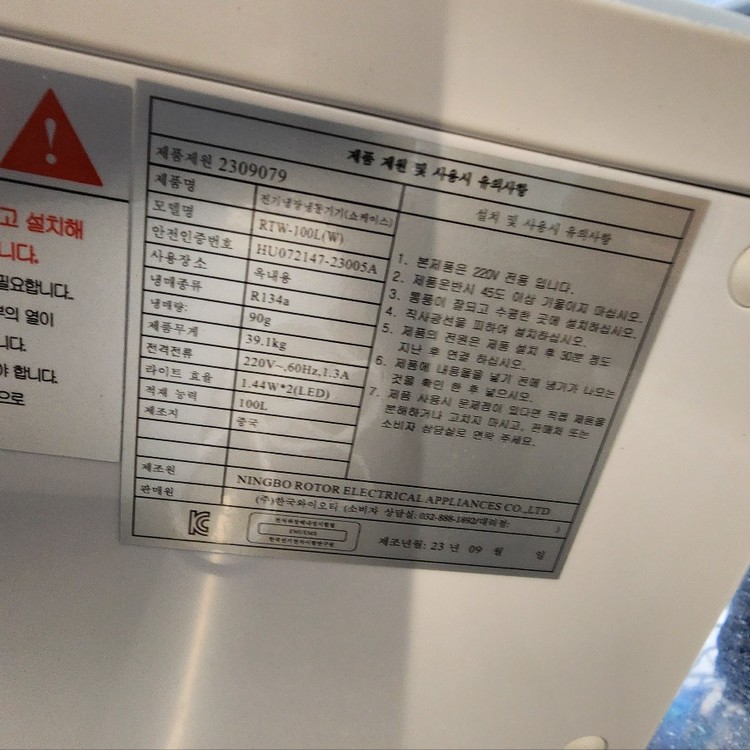 고 설치해
니다.
필요합니다.
부의 열이
니다.
야 합니다.
으로
제품 제원 및 사용시 유의사항
제품제원 2309079
제품명 전기냉장냉동기기(쇼케이스)
모델명 RTW-100L(W)
안전인증번호 HU072147-23005A
사용장소 옥내용
냉매종류 R134a
냉매량: 90g
제품무게 39.1kg
전격전류 220V~,60Hz,1.3A
라이트 효율 1.44W*2(LED)
적재 능력 100L
제조지 중국
설치 및 사용시 유의사항
1. 본제품은 220V 전용 입니다.
2. 제품운반시 45도 이상 기울이지 마십시오.
3. 통풍이 잘되고 수평한 곳에 설치하십시오.
4. 직사광선을 피하여 설치하십시오.
5. 제품의 전원은 제품 설치 후 30분 정도
지난 후 연결 하십시오.
6. 제품에 내용물을 넣기 전에 냉기가 나오는
것을 확인 한 후 넣으시오.
7. 제품 사용시 문제점이 있다면 직접 제품을
분해하거나 고치지 마시고, 판매처 또는
소비자 상담실로 연락 주세요.
제조원 NINGBO ROTOR ELECTRICAL APPLIANCES CO.,LTD
판매원 (주)한국와이오티 (소비자 상담실: 032-888-1892/대리점: )
제조년월: 23 년 09 월 일